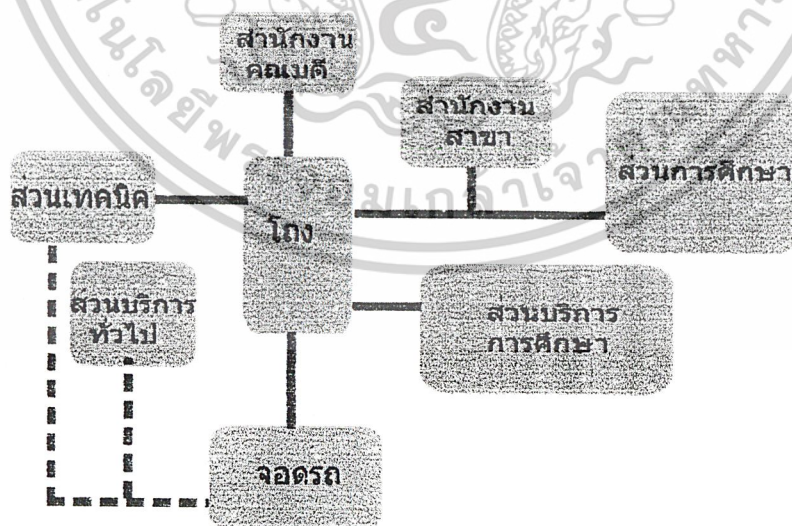 สำนักงาน
คณบดี
สำนักงาน
สาขา
ส่วนการศึกษา
ส่วนเทคนิค
โถง
ส่วนบริการ
ทั่วไป
ส่วนบริการ
การศึกษา
จอดรถ